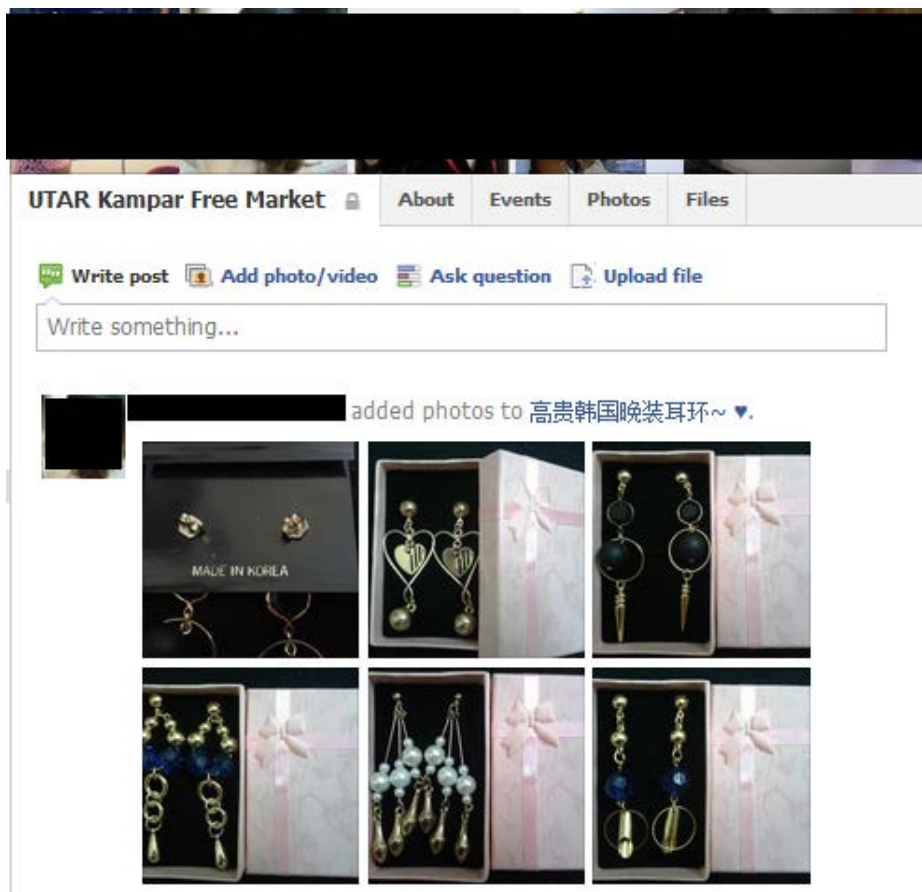 UTAR Kampar Free Market About Events Photos Files
Write post Add photo/video Ask question Upload file
Write something...
added photos to 高贵韩国晚装耳环~ ♥.
MADE IN KOREA